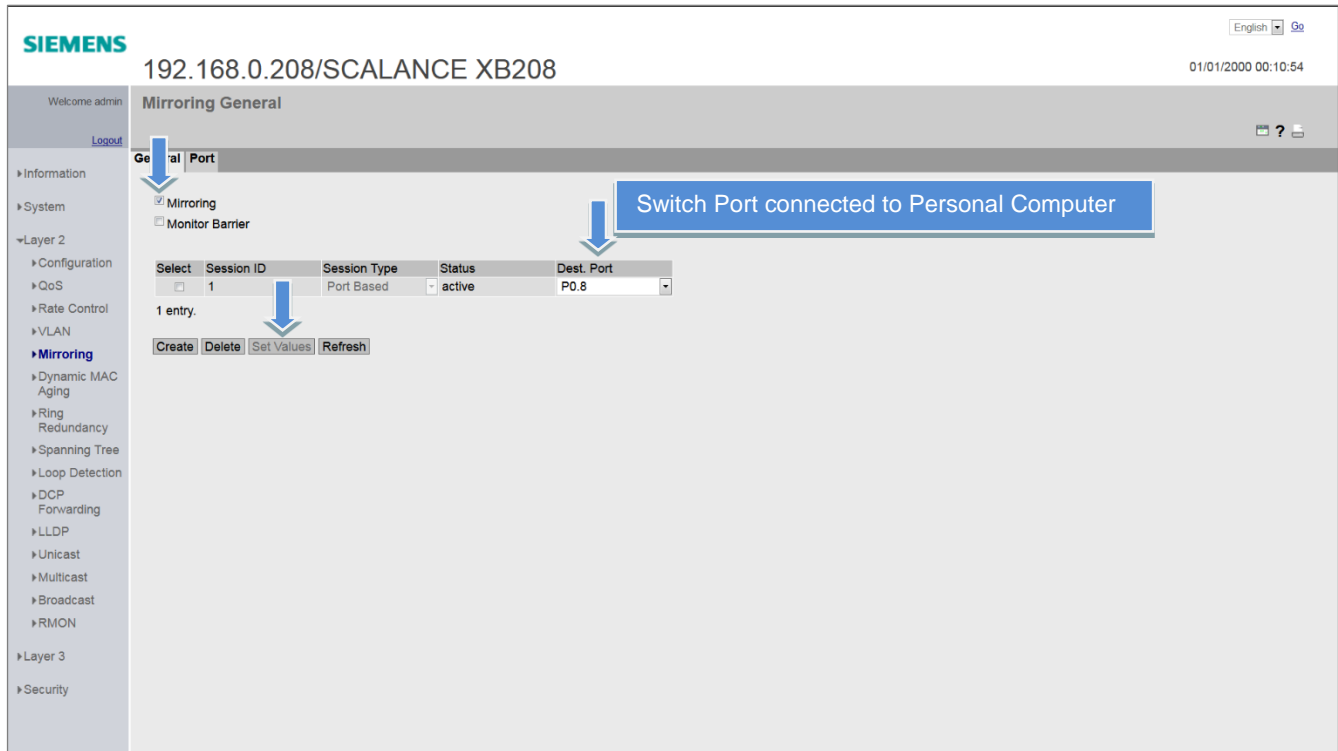 English Go
SIEMENS
192.168.0.208/SCALANCE XB208
01/01/2000 00:10:54
Welcome admin
Logout
Mirroring General
?
General Port
Information
System
Layer 2
Configuration
QoS
Rate Control
VLAN
Mirroring
Dynamic MAC
Aging
Ring
Redundancy
Spanning Tree
Loop Detection
DCP
Forwarding
LLDP
Unicast
Multicast
Broadcast
RMON
Layer 3
Security
Mirroring
Monitor Barrier
Switch Port connected to Personal Computer
Select Session ID Session Type Status Dest. Port
1 Port Based active P0.8
1 entry.
Create Delete Set Values Refresh